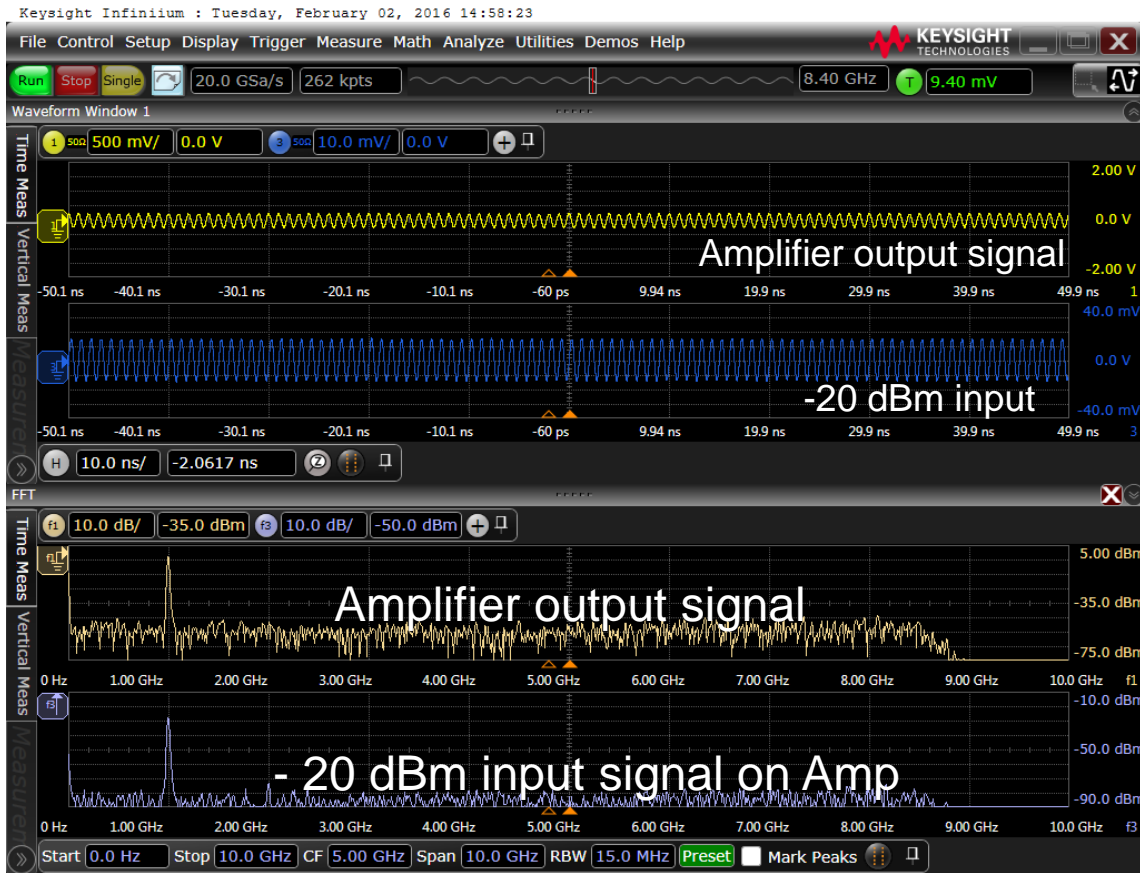 Keysight Infiniium : Tuesday, February 02, 2016 14:58:23
File Control Setup Display Trigger Measure Math Analyze Utilities Demos Help
KEYSIGHT
TECHNOLOGIES
Run Stop Single 20.0 GSa/s 262 kpts 8.40 GHz T 9.40 mV
Waveform Window 1
Time Meas
Vertical Meas
1 50Ω 500 mV/ 0.0 V 3 50Ω 10.0 mV/ 0.0 V
2.00 V
0.0 V
Amplifier output signal
-2.00 V
-50.1 ns -40.1 ns -30.1 ns -20.1 ns -10.1 ns -60 ps 9.94 ns 19.9 ns 29.9 ns 39.9 ns 49.9 ns 1
40.0 mV
0.0 V
-20 dBm input
-40.0 mV
-50.1 ns -40.1 ns -30.1 ns -20.1 ns -10.1 ns -60 ps 9.94 ns 19.9 ns 29.9 ns 39.9 ns 49.9 ns 3
H 10.0 ns/ -2.0617 ns
FFT
Time Meas
Vertical Meas
f1 10.0 dB/ -35.0 dBm f3 10.0 dB/ -50.0 dBm
5.00 dBm
Amplifier output signal
-35.0 dBm
-75.0 dBm
0 Hz 1.00 GHz 2.00 GHz 3.00 GHz 4.00 GHz 5.00 GHz 6.00 GHz 7.00 GHz 8.00 GHz 9.00 GHz 10.0 GHz f1
-10.0 dBm
-50.0 dBm
- 20 dBm input signal on Amp
-90.0 dBm
0 Hz 1.00 GHz 2.00 GHz 3.00 GHz 4.00 GHz 5.00 GHz 6.00 GHz 7.00 GHz 8.00 GHz 9.00 GHz 10.0 GHz f3
Start 0.0 Hz Stop 10.0 GHz CF 5.00 GHz Span 10.0 GHz RBW 15.0 MHz Preset Mark Peaks